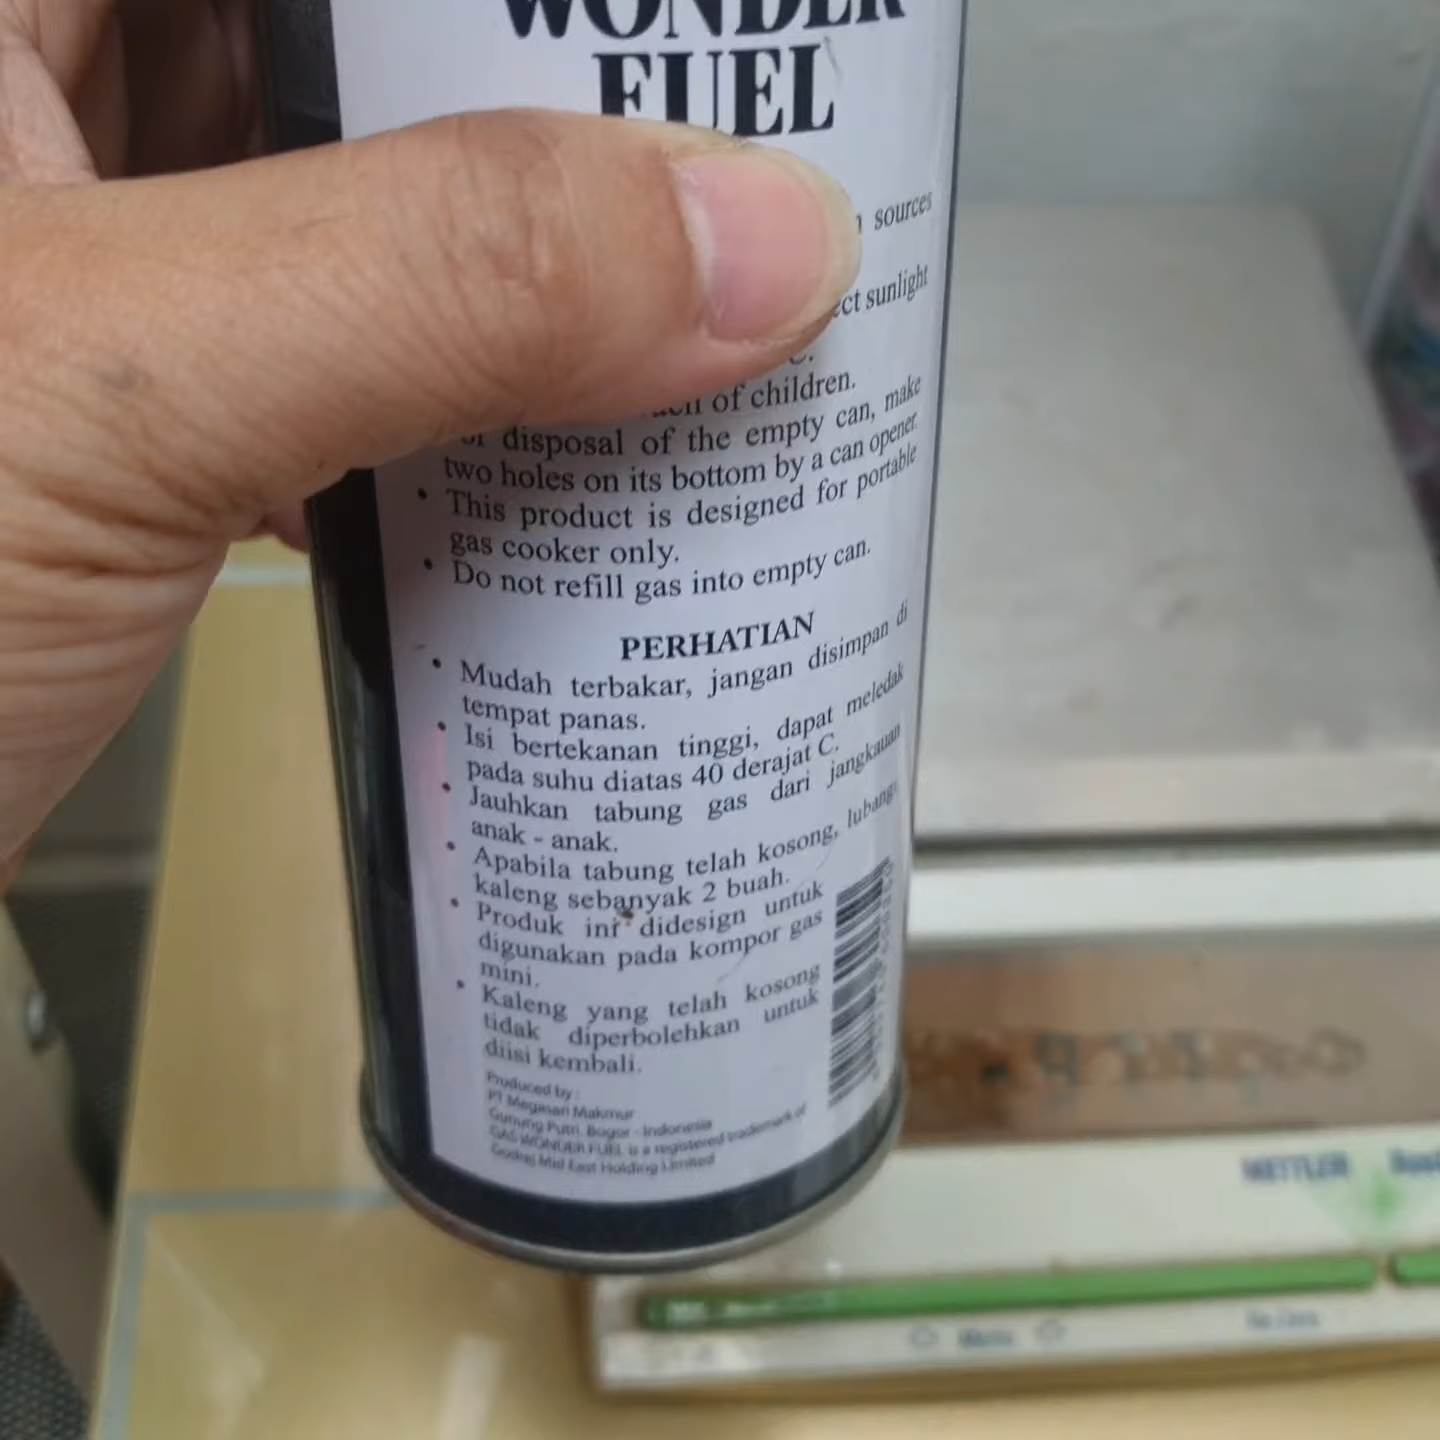 WONDER
FUEL
sources
sunlight
C.
of children.
disposal of the empty can, make
two holes on its bottom by a can opener.
• This product is designed for portable
gas cooker only.
• Do not refill gas into empty can.
PERHATIAN
• Mudah terbakar, jangan disimpan di
tempat panas.
• Isi bertekanan tinggi, dapat meledak
pada suhu diatas 40 derajat C.
• Jauhkan tabung gas dari jangkauan
anak - anak.
• Apabila tabung telah kosong, lubangi
kaleng sebanyak 2 buah.
• Produk ini didesign untuk
digunakan pada kompor gas
mini.
• Kaleng yang telah kosong
tidak diperbolehkan untuk
diisi kembali.
Produced by :
PT Megasari Makmur
Gunung Putri, Bogor - Indonesia
GAS WONDER FUEL is a registered trademark of
Godrej Mid East Holding Limited
METTLER